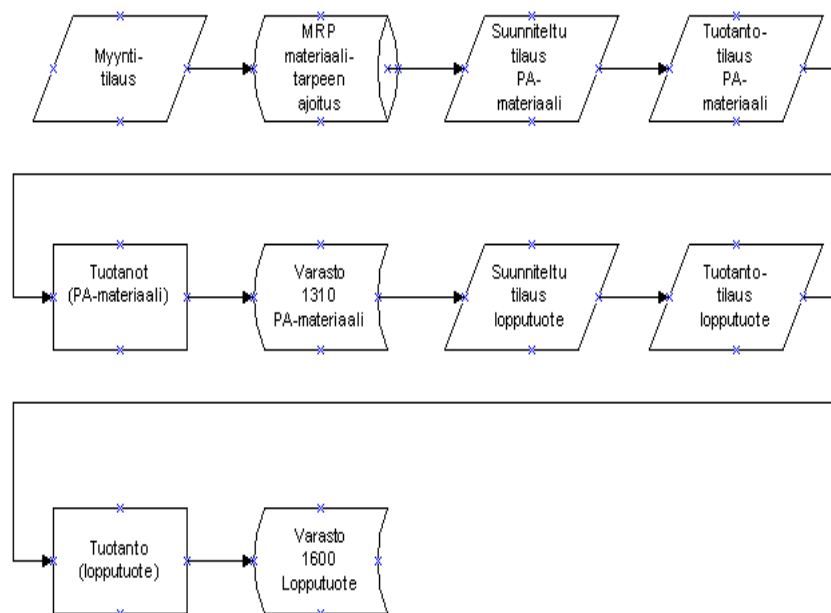 Myynti-
tilaus
MRP
materiaali-
tarpeen
ajoitus
Suunniteltu
tilaus
PA-
materiaali
Tuotanto-
tilaus
PA-
materiaali
Tuotanot
(PA-materiaali)
Varasto
1310
PA-materiaali
Suunniteltu
tilaus
lopputuote
Tuotanto-
tilaus
lopputuote
Tuotanto
(lopputuote)
Varasto
1600
Lopputuote